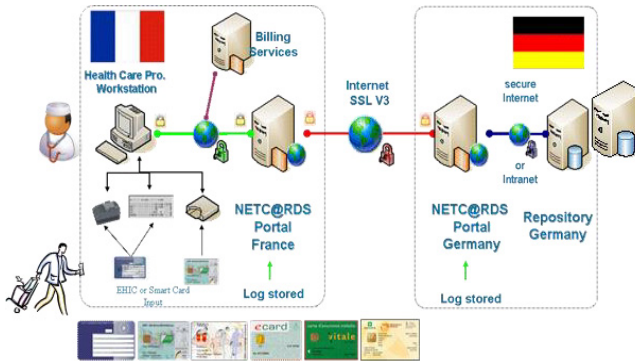 Billing
Services
Health Care Pro.
Workstation
Internet
SSL V3
secure
Internet
or
Intranet
NETC@RDS
Portal
France
NETC@RDS
Portal
Germany
Repository
Germany
EHIC or Smart Card
Input
Log stored
Log stored
ecard
vitale